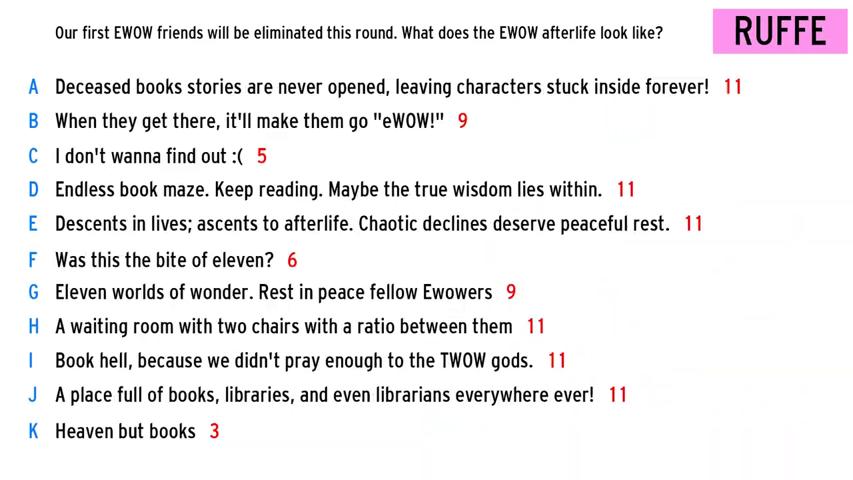 Our first EWOW friends will be eliminated this round. What does the EWOW afterlife look like?
RUFFE
A Deceased books stories are never opened, leaving characters stuck inside forever! 11
B When they get there, it'll make them go "eWOW!" 9
C I don't wanna find out :( 5
D Endless book maze. Keep reading. Maybe the true wisdom lies within. 11
E Descents in lives; ascents to afterlife. Chaotic declines deserve peaceful rest. 11
F Was this the bite of eleven? 6
G Eleven worlds of wonder. Rest in peace fellow Ewowers 9
H A waiting room with two chairs with a ratio between them 11
I Book hell, because we didn't pray enough to the TWOW gods. 11
J A place full of books, libraries, and even librarians everywhere ever! 11
K Heaven but books 3